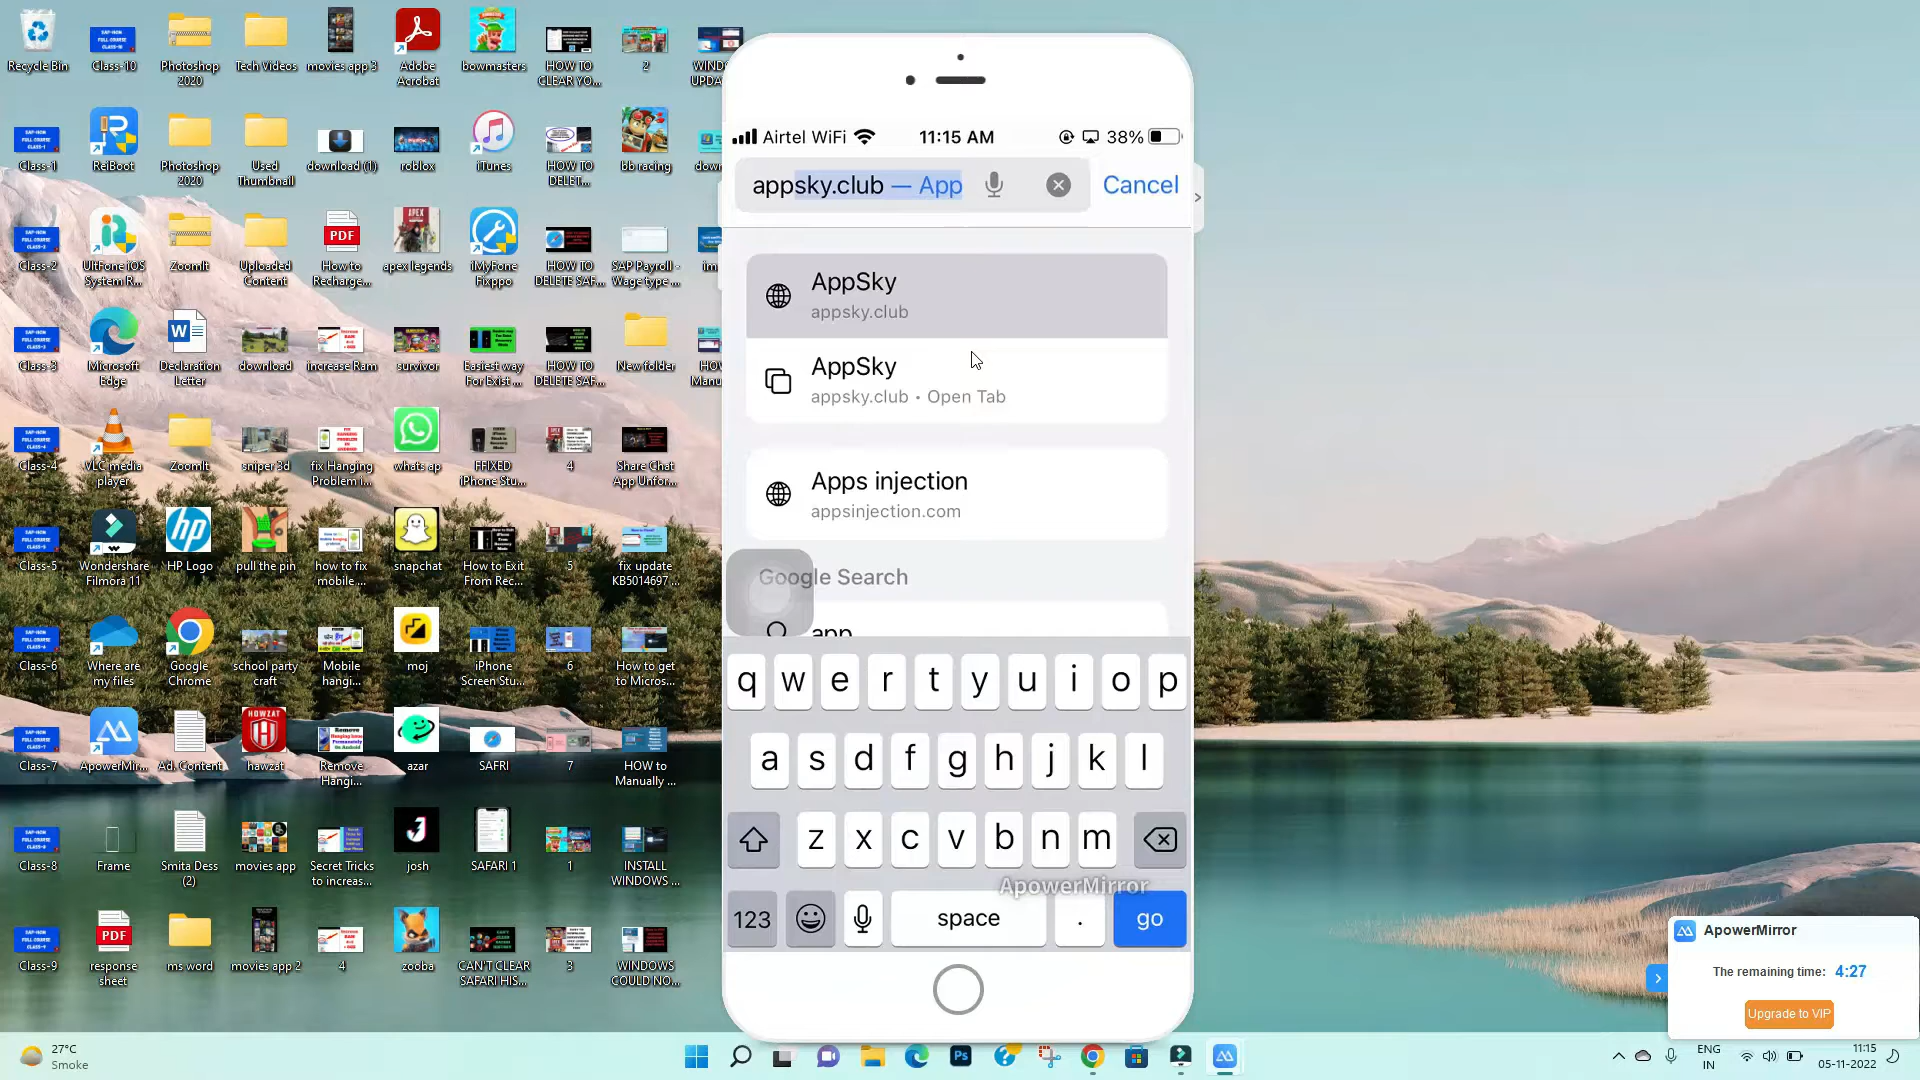 Recycle Bin
Class-10
Photoshop
2020
Tech Videos
movies app 3
Adobe
Acrobat
bowmasters
HOW TO
CLEAR YO...
2
WIND
UPDA
Class-1
ReiBoot
Photoshop
2020
Used
Thumbnail
download (1)
roblox
iTunes
HOW TO
DELET...
bb racing
down
Class-2
UltFone iOS
System R...
ZoomIt
Uploaded
Content
PDF
How to
Recharge...
apex legends
iMyFone
Fixppo
HOW TO
DELETE SAF...
SAP Payroll -
Wage type ...
im
Class-3
Microsoft
Edge
Declaration
Letter
download
increase Ram
survivor
Easiest way
For Exist ...
HOW TO
DELETE SAF...
New folder
HOW
Manu
Class-4
VLC media
player
ZoomIt
sniper 3d
fix Hanging
Problem i...
whats ap
FFIXED
iPhone Stu...
4
Share Chat
App Unfor...
Class-5
Wondershare
Filmora 11
HP Logo
pull the pin
how to fix
mobile ...
snapchat
How to Exit
From Rec...
5
fix update
KB5014697...
Class-6
Where are
my files
Google
Chrome
school party
craft
Mobile
hangi...
moj
iPhone
Screen Stu...
6
How to get
to Micros...
Class-7
ApowerMir...
Ad. Content
HOWZAT
hawzat
Remove
Hangi...
azar
SAFRI
7
HOW to
Manually ...
Class-8
Frame
Smita Dess
(2)
movies app
Secret Tricks
to increas...
josh
SAFARI 1
1
INSTALL
WINDOWS ...
Class-9
PDF
response
sheet
ms word
movies app 2
4
zooba
CAN'T CLEAR
SAFARI HIS...
3
WINDOWS
COULD NO...
Airtel WiFi
11:15 AM
38%
appsky.club — App
Cancel
AppSky
appsky.club
AppSky
appsky.club • Open Tab
Apps injection
appsinjection.com
Google Search
app
q w e r t y u i o p
a s d f g h j k l
z x c v b n m
ApowerMirror
123
space
.
go
ApowerMirror
The remaining time: 4:27
Upgrade to VIP
27°C
Smoke
Ps
ENG
IN
11:15
05-11-2022